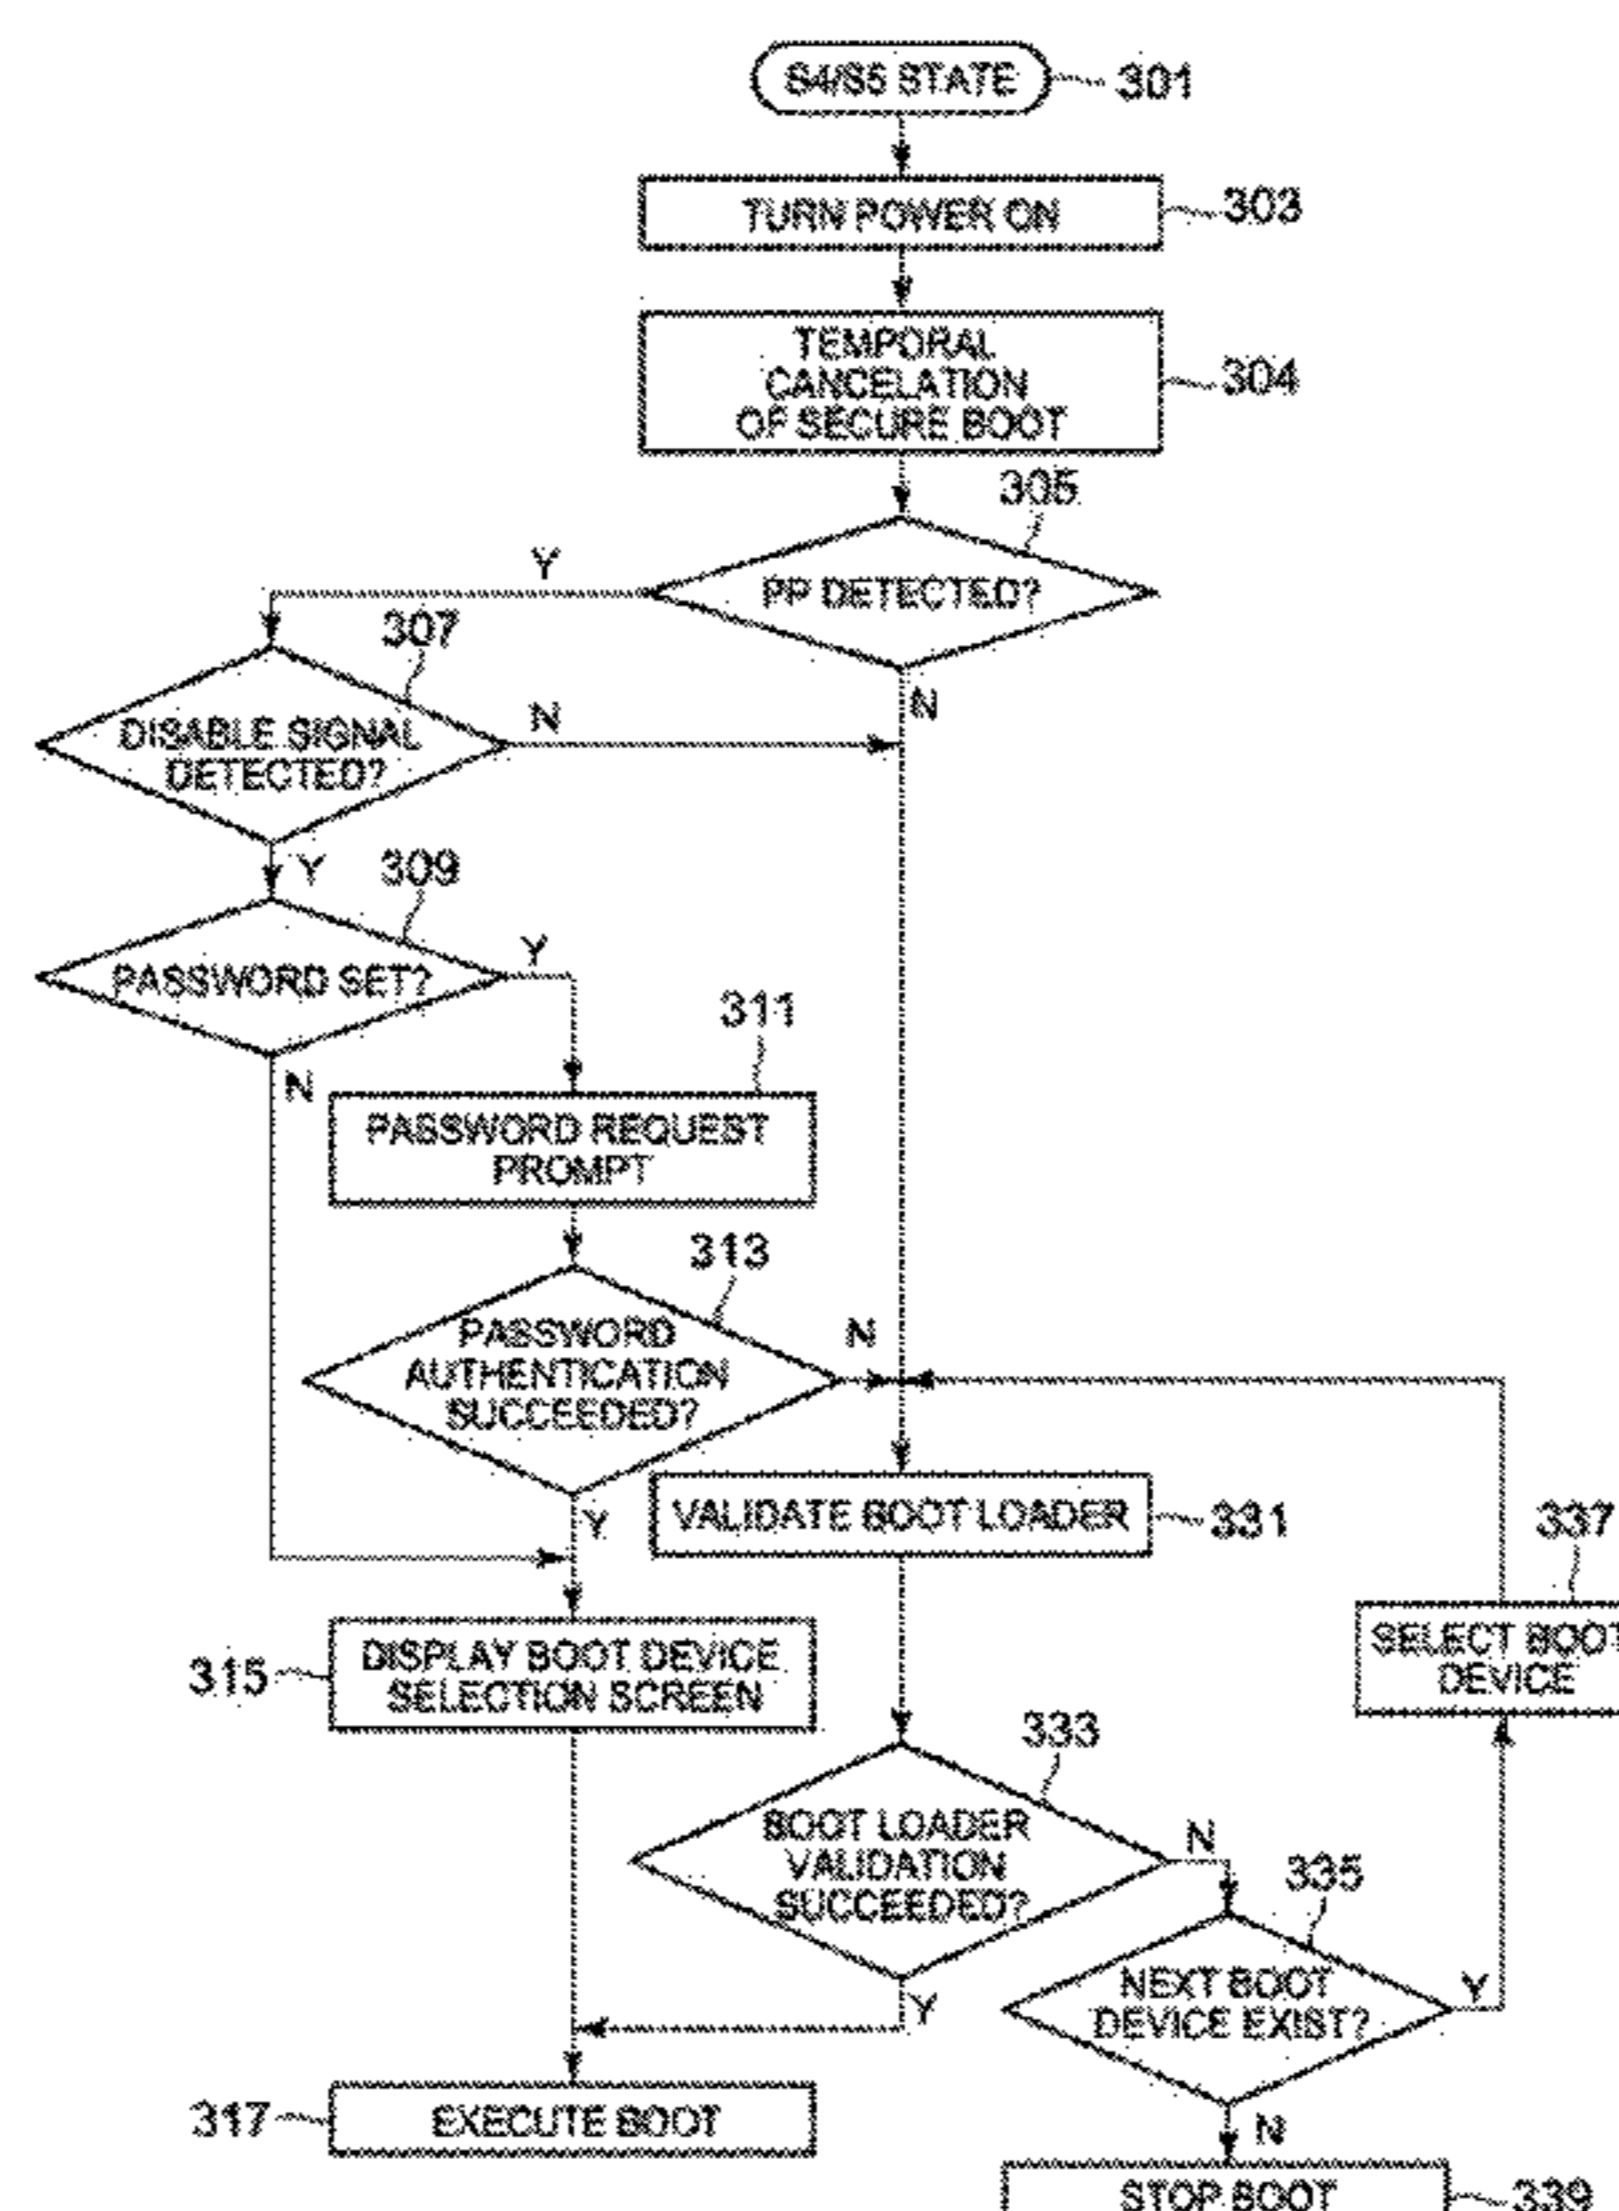 S4/S5 STATE
301
TURN POWER ON
303
TEMPORAL
CANCELATION
OF SECURE BOOT
304
305
PP DETECTED?
Y
N
307
DISABLE SIGNAL
DETECTED?
N
Y
309
PASSWORD SET?
Y
N
311
PASSWORD REQUEST
PROMPT
313
PASSWORD
AUTHENTICATION
SUCCEEDED?
N
Y
VALIDATE BOOT LOADER
331
337
SELECT BOOT
DEVICE
315
DISPLAY BOOT DEVICE
SELECTION SCREEN
333
BOOT LOADER
VALIDATION
SUCCEEDED?
N
Y
335
NEXT BOOT
DEVICE EXIST?
Y
N
317
EXECUTE BOOT
STOP BOOT
339